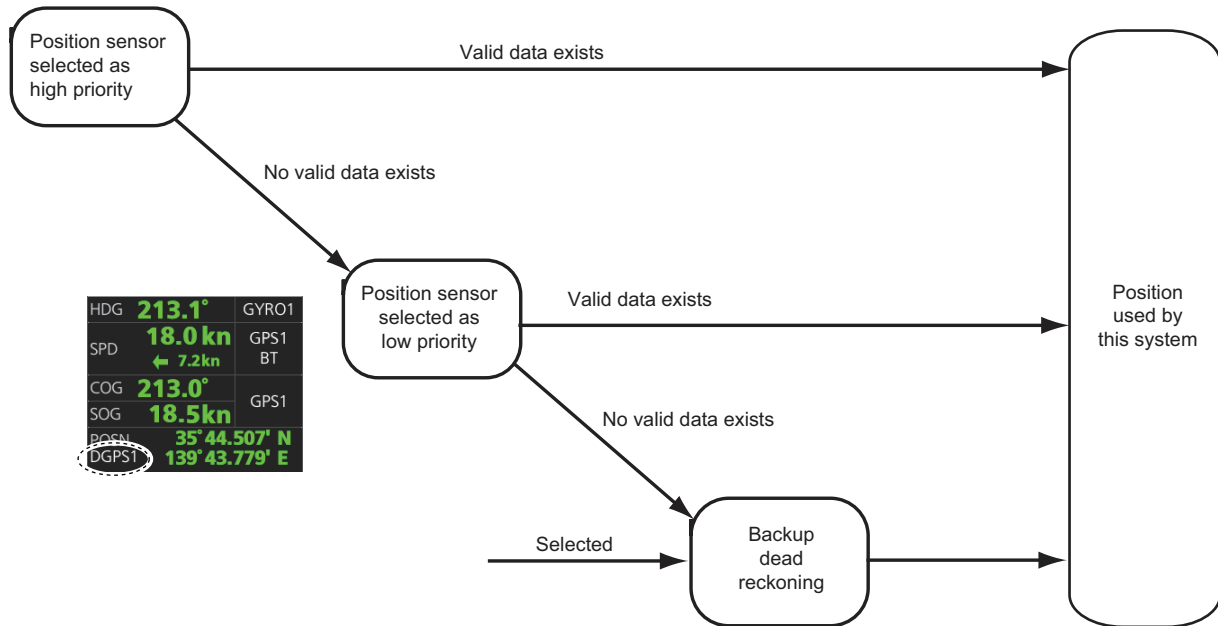 Position sensor
selected as
high priority
Valid data exists
No valid data exists
Position sensor
selected as
low priority
Valid data exists
Position
used by
this system
HDG 213.1° GYRO1
SPD 18.0 kn GPS1
← 7.2kn BT
COG 213.0° GPS1
SOG 18.5kn
POSN 35°44.507' N
DGPS1 139°43.779' E
No valid data exists
Selected
Backup
dead
reckoning